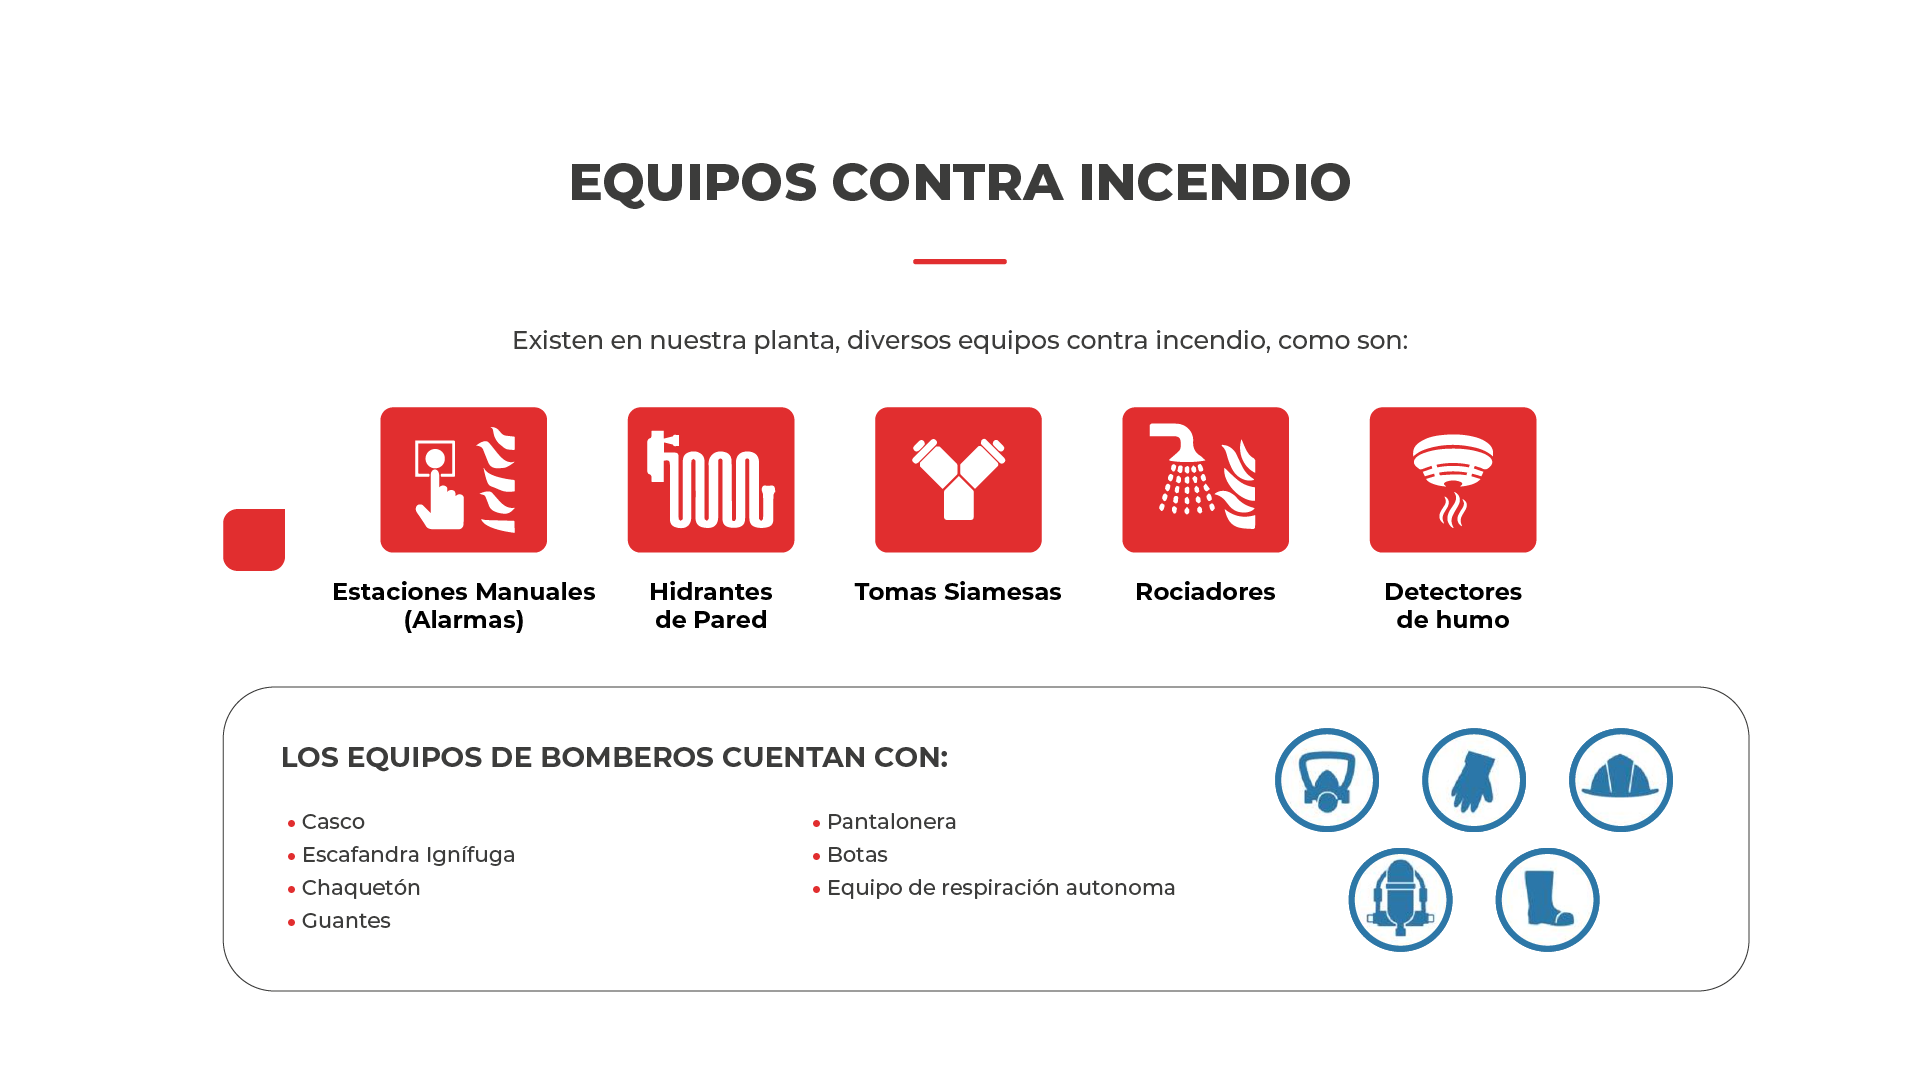 EQUIPOS CONTRA INCENDIO
Existen en nuestra planta, diversos equipos contra incendio, como son:
Estaciones Manuales
(Alarmas)
Hidrantes
de Pared
Tomas Siamesas
Rociadores
Detectores
de humo
LOS EQUIPOS DE BOMBEROS CUENTAN CON:
• Casco
• Escafandra Ignífuga
• Chaquetón
• Guantes
• Pantalonera
• Botas
• Equipo de respiración autonoma